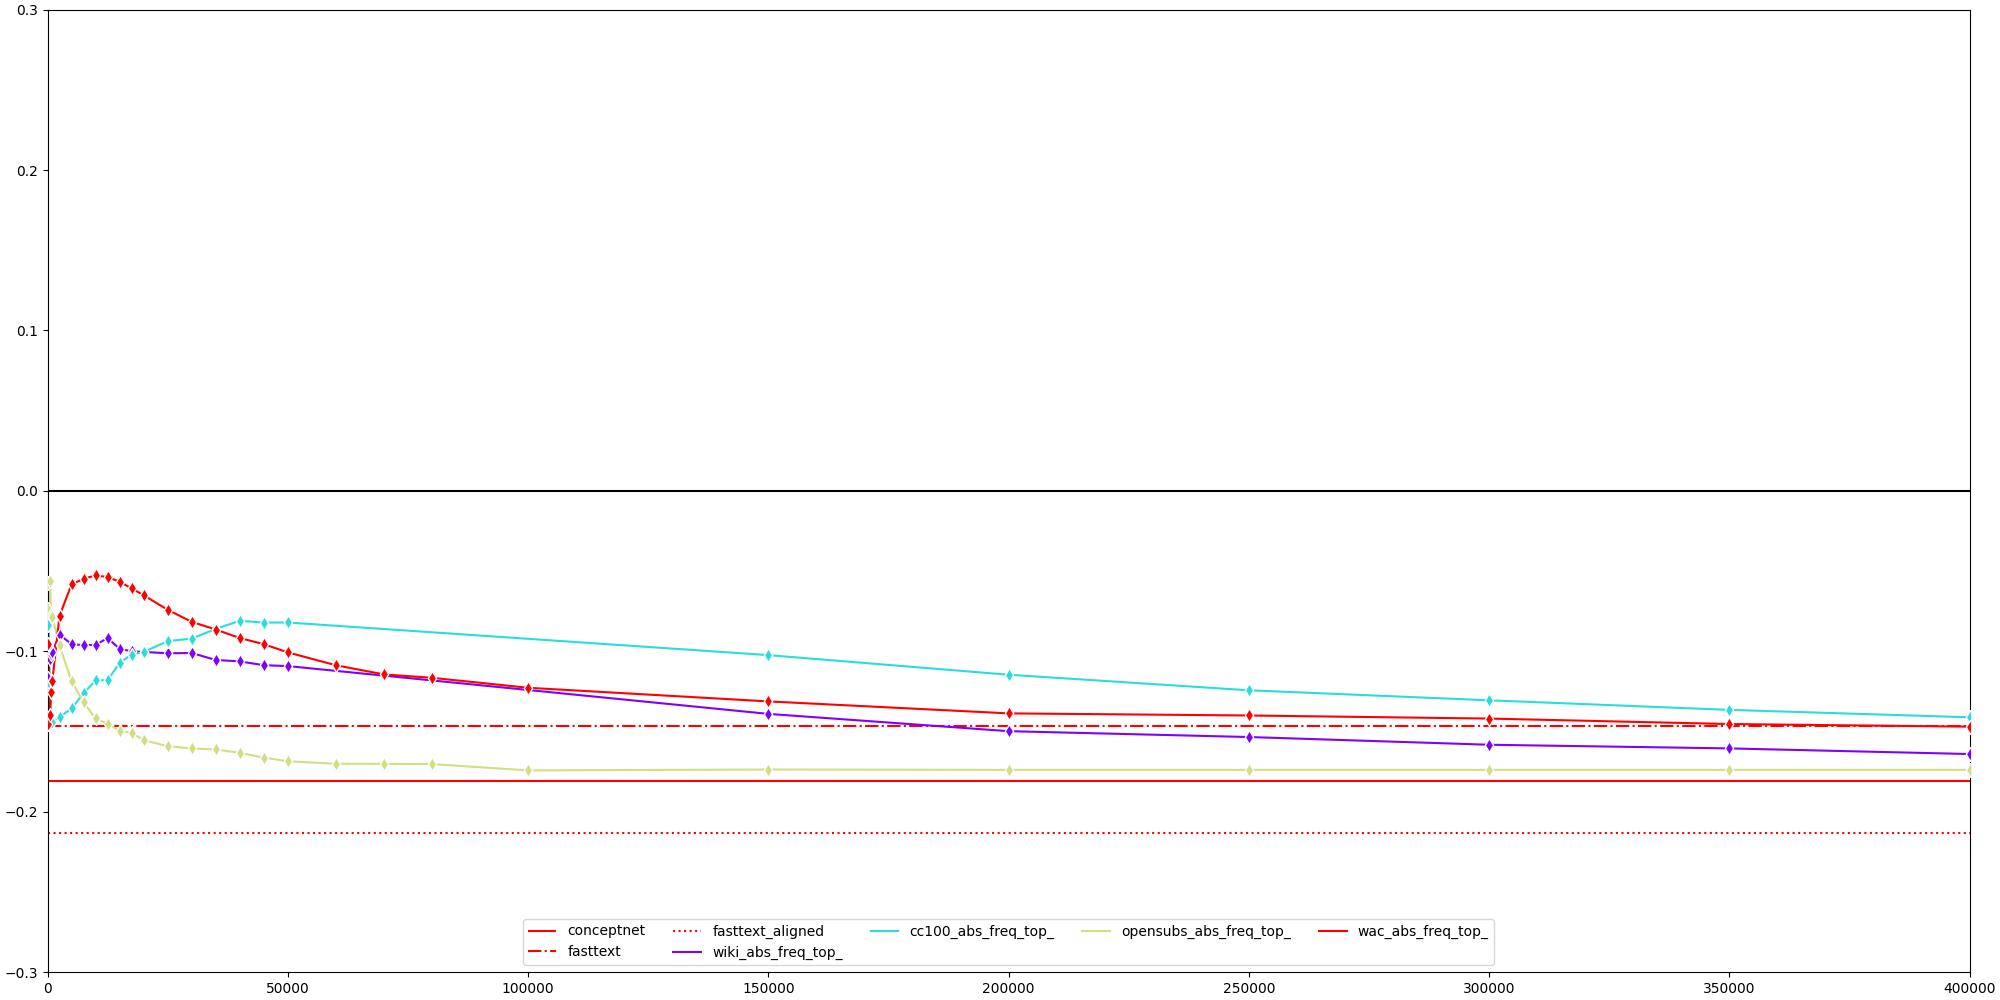 0.3
0.2
0.1
0.0
−0.1
−0.2
−0.3
0 50000 100000 150000 200000 250000 300000 350000 400000
conceptnet fasttext_aligned cc100_abs_freq_top_ opensubs_abs_freq_top_ wac_abs_freq_top_
fasttext wiki_abs_freq_top_